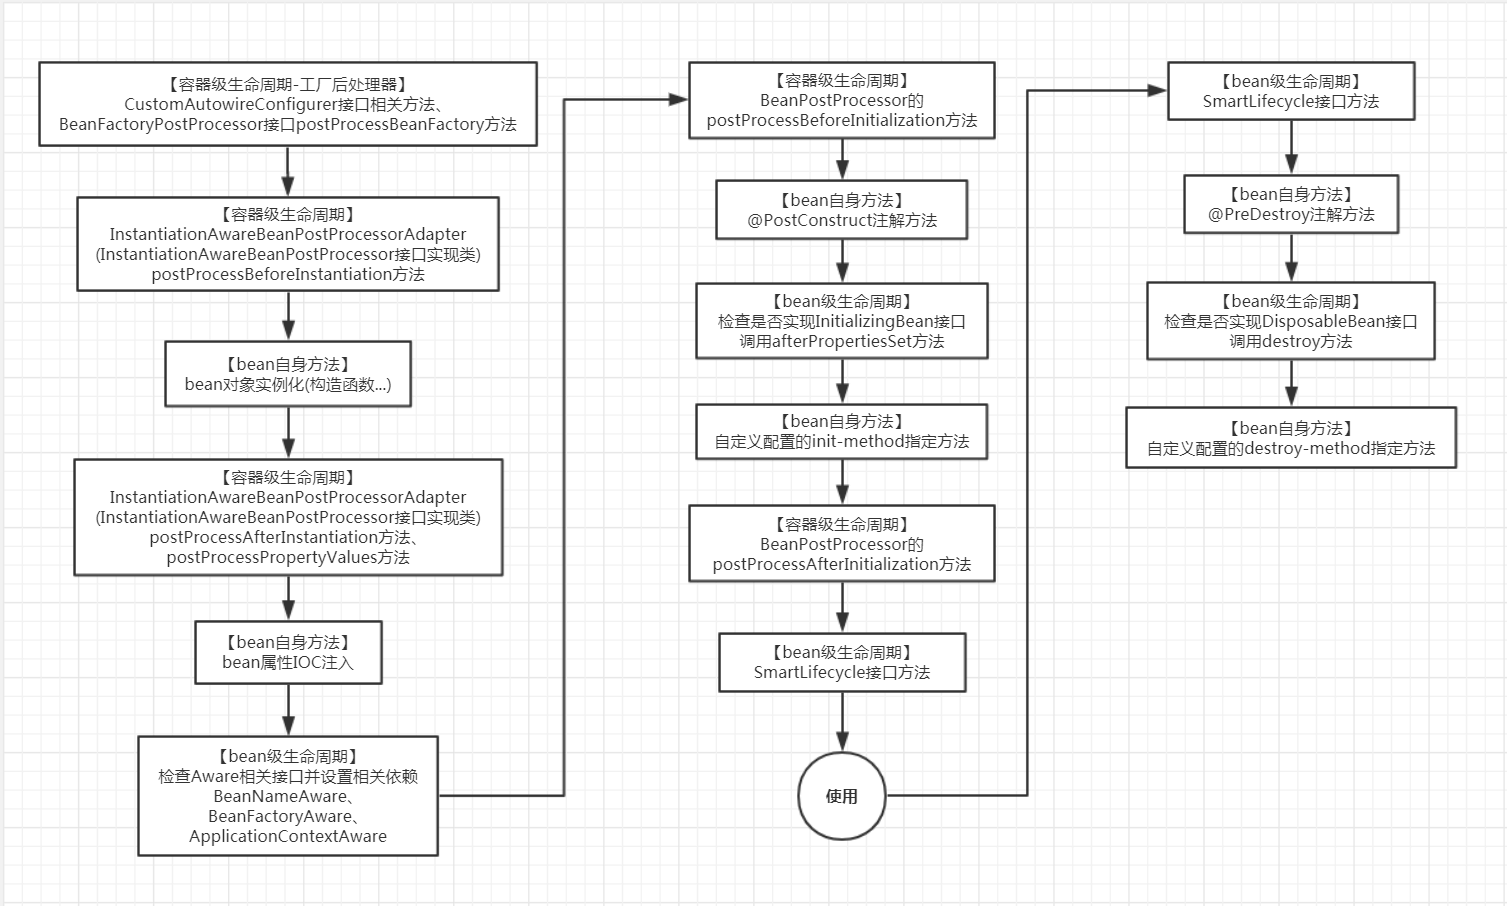 【容器级生命周期-工厂后处理器】
CustomAutowireConfigurer接口相关方法、
BeanFactoryPostProcessor接口postProcessBeanFactory方法
【容器级生命周期】
InstantiationAwareBeanPostProcessorAdapter
(InstantiationAwareBeanPostProcessor接口实现类)
postProcessBeforeInstantiation方法
【bean自身方法】
bean对象实例化(构造函数...)
【容器级生命周期】
InstantiationAwareBeanPostProcessorAdapter
(InstantiationAwareBeanPostProcessor接口实现类)
postProcessAfterInstantiation方法、
postProcessPropertyValues方法
【bean自身方法】
bean属性IOC注入
【bean级生命周期】
检查Aware相关接口并设置相关依赖
BeanNameAware、
BeanFactoryAware、
ApplicationContextAware
【容器级生命周期】
BeanPostProcessor的
postProcessBeforeInitialization方法
【bean自身方法】
@PostConstruct注解方法
【bean级生命周期】
检查是否实现InitializingBean接口
调用afterPropertiesSet方法
【bean自身方法】
自定义配置的init-method指定方法
【容器级生命周期】
BeanPostProcessor的
postProcessAfterInitialization方法
【bean级生命周期】
SmartLifecycle接口方法
使用
【bean级生命周期】
SmartLifecycle接口方法
【bean自身方法】
@PreDestroy注解方法
【bean级生命周期】
检查是否实现DisposableBean接口
调用destroy方法
【bean自身方法】
自定义配置的destroy-method指定方法